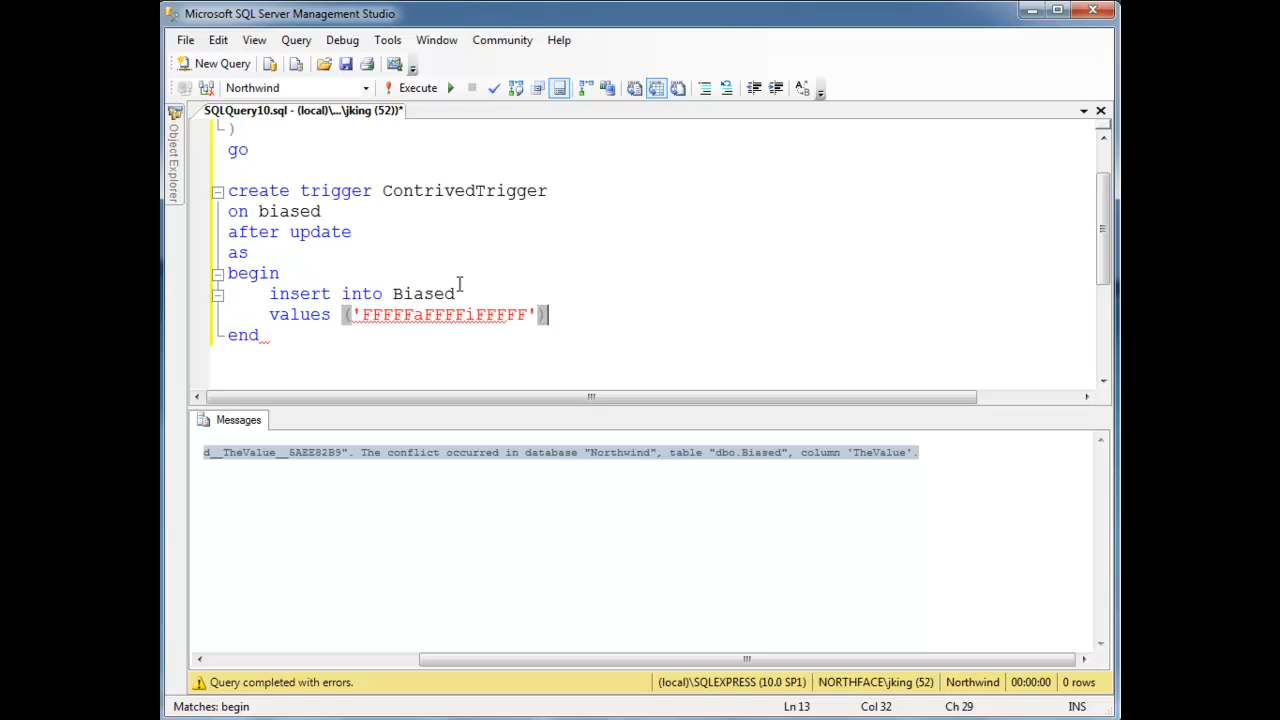 Microsoft SQL Server Management Studio
File Edit View Query Debug Tools Window Community Help
New Query
Northwind Execute
SQLQuery10.sql - (local)\...\jking (52))*
Object Explorer
)
go
create trigger ContrivedTrigger
on biased
after update
as
begin
insert into Biased
values ('FFFFFaFFFFiFFFFF')
end
Messages
d__TheValue__5AEE82B9". The conflict occurred in database "Northwind", table "dbo.Biased", column 'TheValue'.
Query completed with errors. (local)\SQLEXPRESS (10.0 SP1) NORTHFACE\jking (52) Northwind 00:00:00 0 rows
Matches: begin Ln 13 Col 32 Ch 29 INS